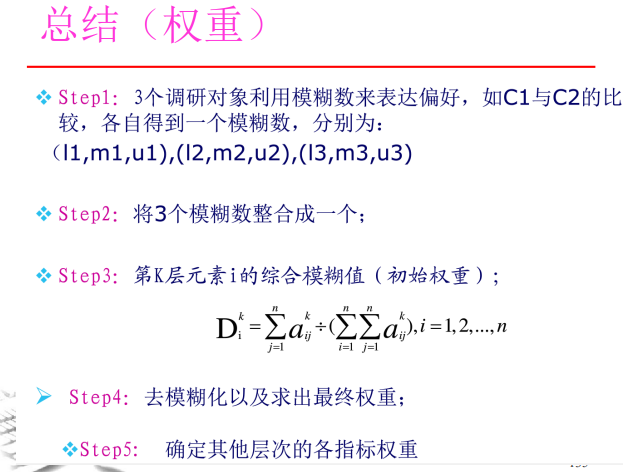 总结（权重）
Step1: 3个调研对象利用模糊数来表达偏好，如C1与C2的比
较，各自得到一个模糊数，分别为:
（l1,m1,u1),(l2,m2,u2),(l3,m3,u3)
Step2: 将3个模糊数整合成一个；
Step3: 第K层元素i的综合模糊值（初始权重）；
D_i^k = ∑_{j=1}^n a_{ij}^k ÷ (∑_{i=1}^n ∑_{j=1}^n a_{ij}^k), i = 1,2,...,n
Step4: 去模糊化以及求出最终权重；
Step5: 确定其他层次的各指标权重